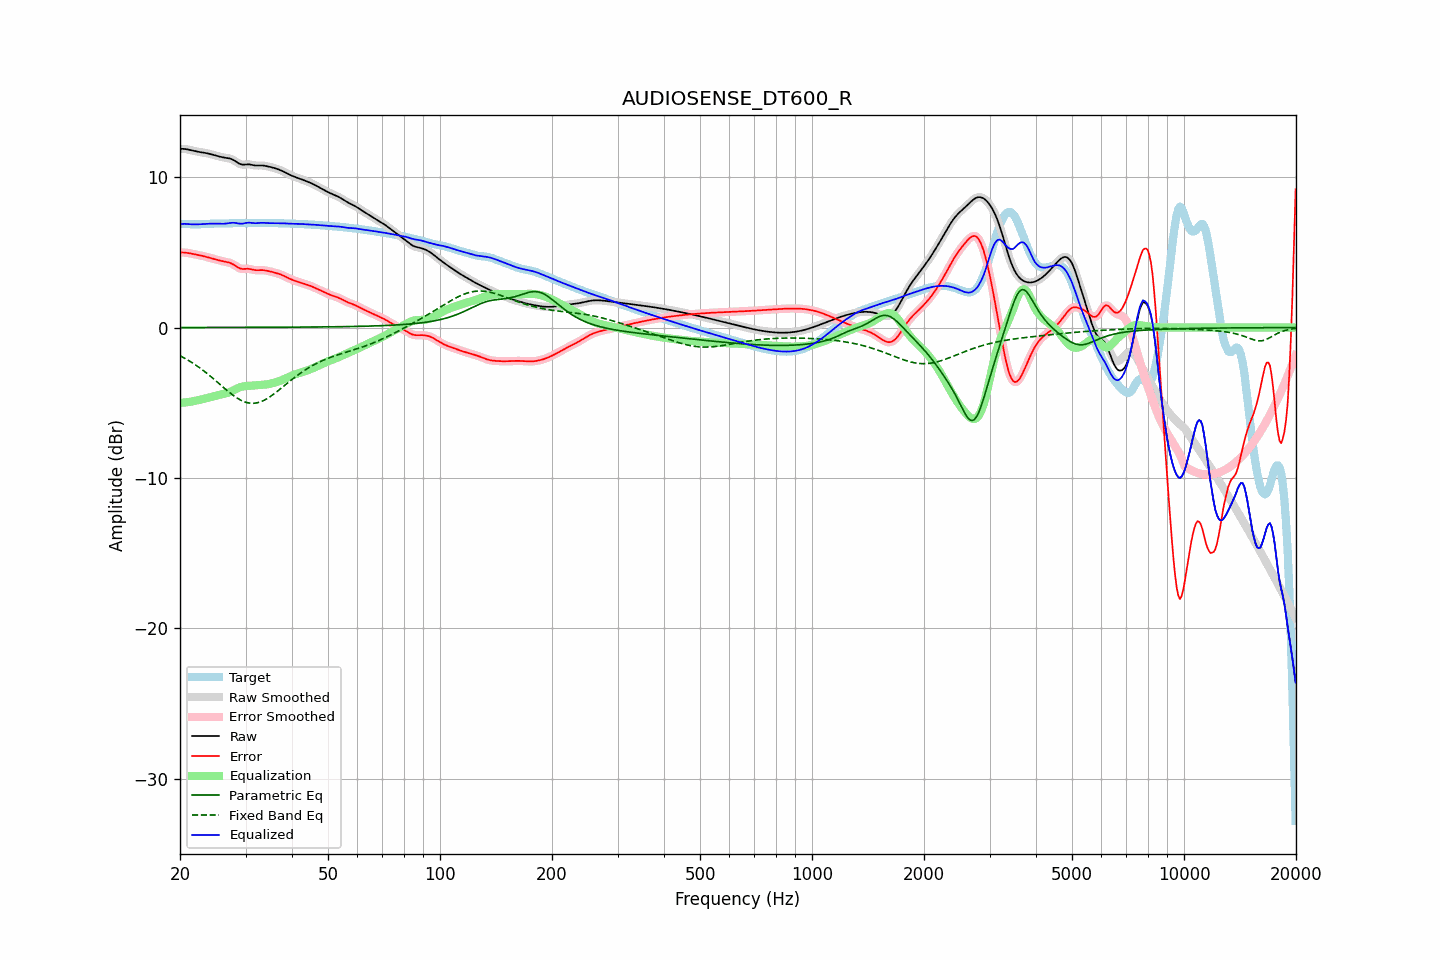 AUDIOSENSE_DT600_R
Amplitude (dBr)
10
0
−10
−20
−30
Target
Raw Smoothed
Error Smoothed
Raw
Error
Equalization
Parametric Eq
Fixed Band Eq
Equalized
20 50 100 200 500 1000 2000 5000 10000 20000
Frequency (Hz)